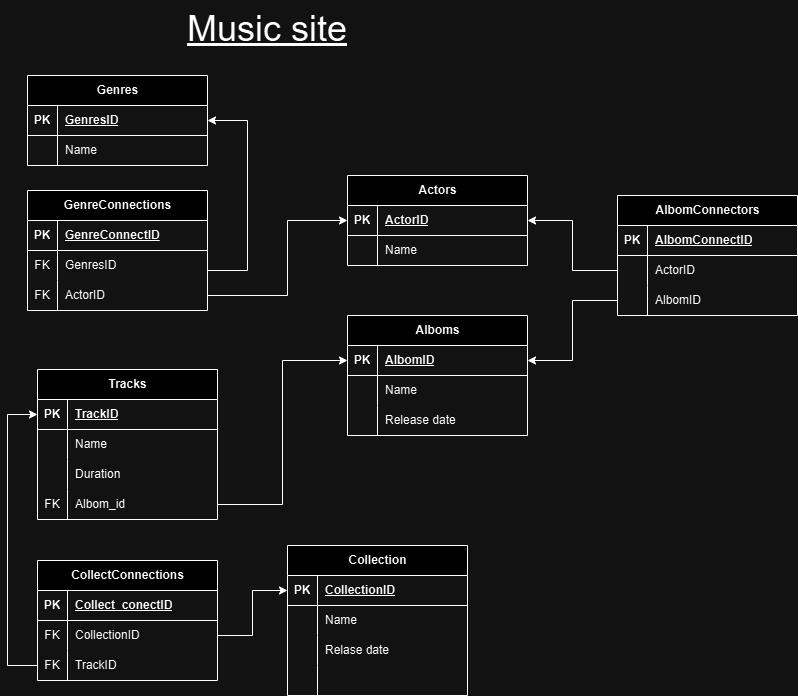 Music site
Genres
PK GenresID
Name
GenreConnections
PK GenreConnectID
FK GenresID
FK ActorID
Actors
PK ActorID
Name
AlbomConnectors
PK AlbomConnectID
ActorID
AlbomID
Alboms
PK AlbomID
Name
Release date
Tracks
PK TrackID
Name
Duration
FK Albom_id
CollectConnections
PK Collect_conectID
FK CollectionID
FK TrackID
Collection
PK CollectionID
Name
Relase date